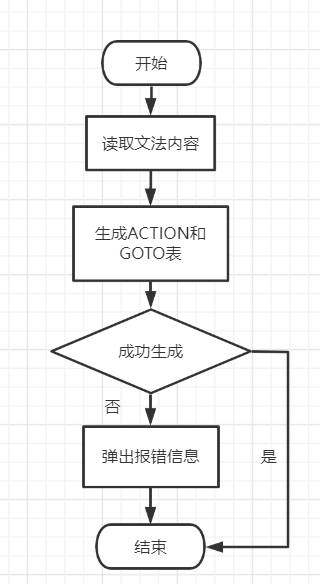 开始
读取文法内容
生成ACTION和
GOTO表
成功生成
否
弹出报错信息
是
结束